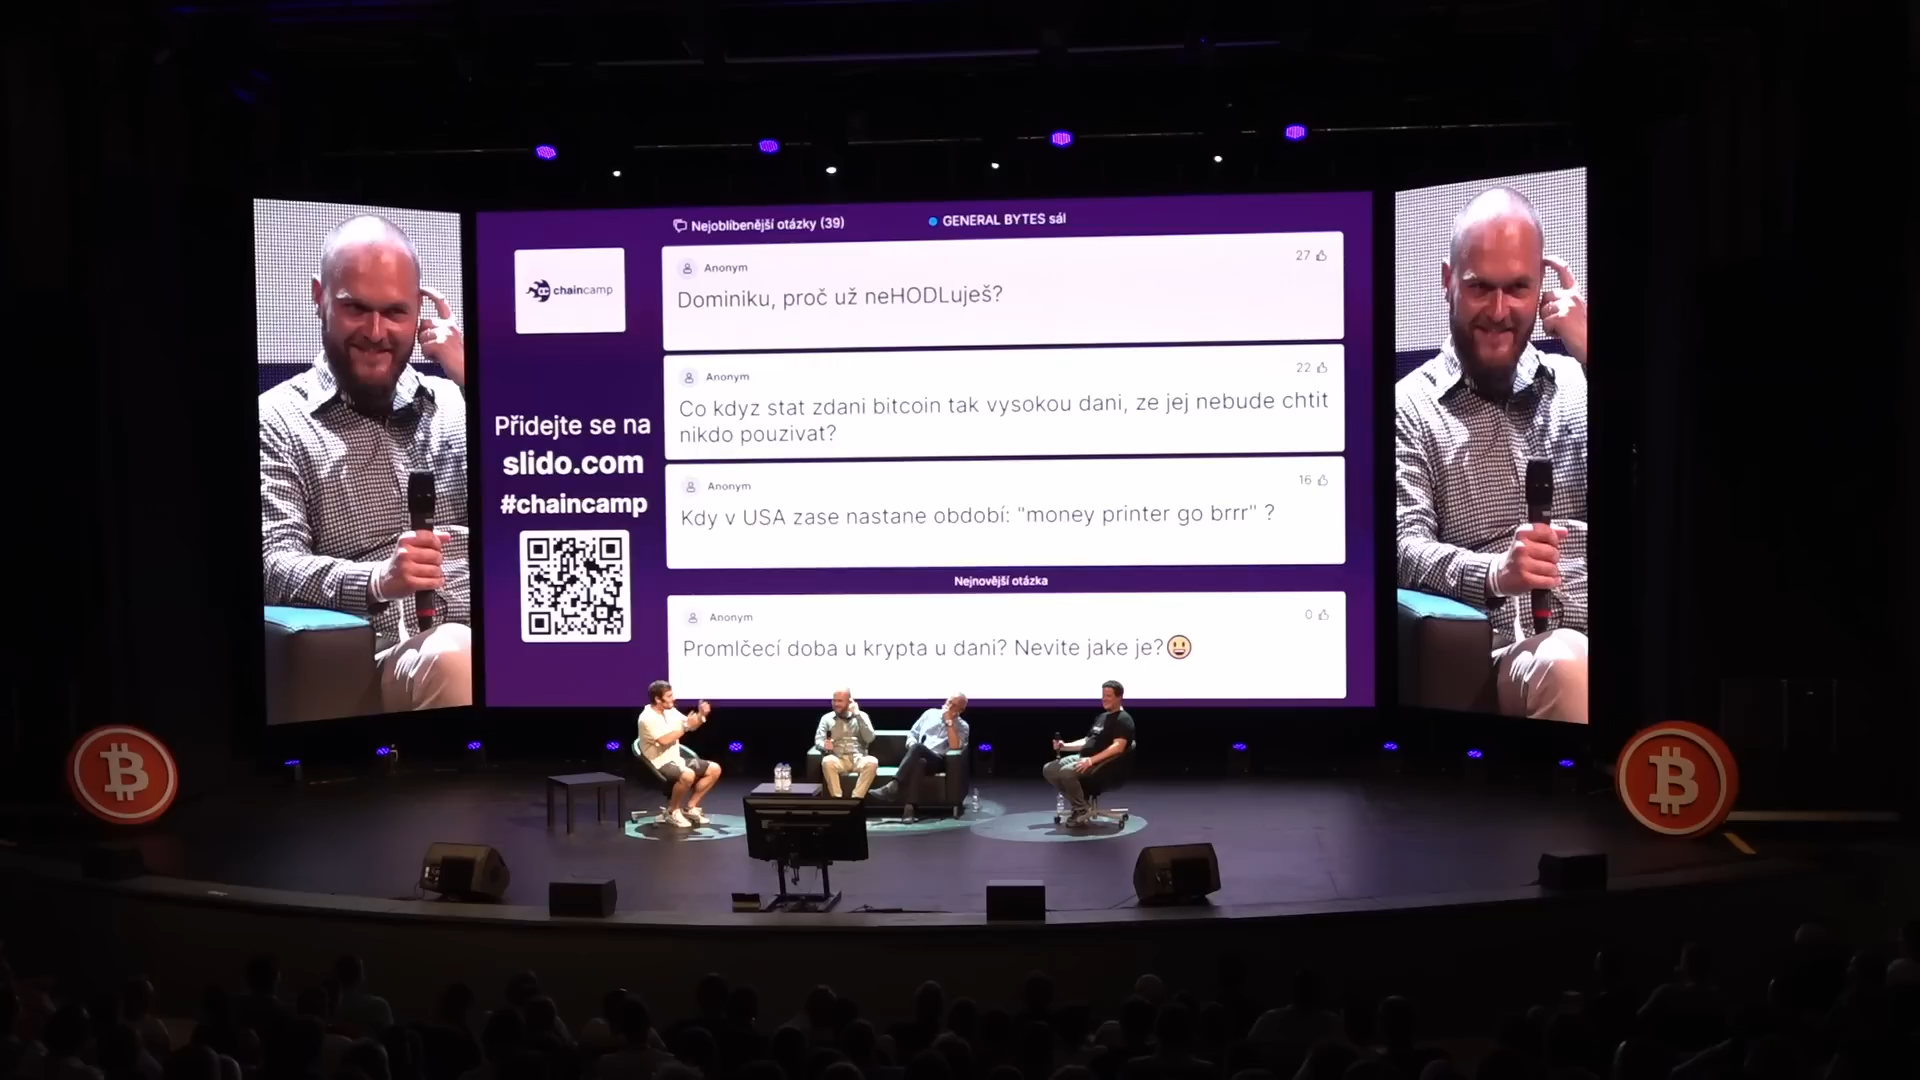 Nejoblíbenější otázky (39)
GENERAL BYTES sál
chaincamp
Přidejte se na
slido.com
#chaincamp
Anonym
27
Dominiku, proč už neHODLuješ?
Anonym
22
Co kdyz stat zdani bitcoin tak vysokou dani, ze jej nebude chtit
nikdo pouzivat?
Anonym
16
Kdy v USA zase nastane období: "money printer go brrr" ?
Nejnovější otázka
Anonym
0
Promlčecí doba u krypta u dani? Nevite jake je?😃